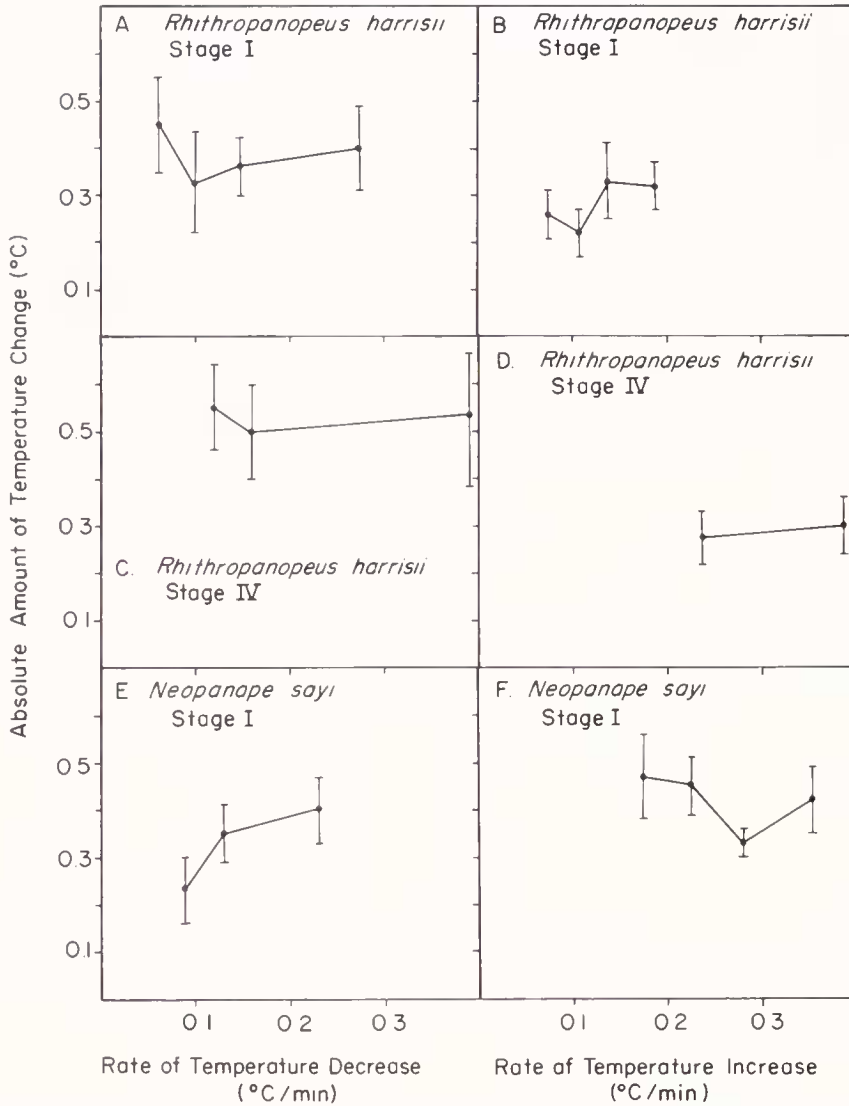 Absolute Amount of Temperature Change (°C)
A Rhithropanopeus harrisii
Stage I
0.5
0.3
0.1
B Rhithropanopeus harrisii
Stage I
C. Rhithropanopeus harrisii
Stage IV
0.5
0.3
0.1
D. Rhithropanapeus harrisii
Stage IV
E Neopanape sayi
Stage I
0.5
0.3
0.1
F. Neopanape sayi
Stage I
0.1 0.2 0.3
0.1 0.2 0.3
Rate of Temperature Decrease
(°C/min)
Rate of Temperature Increase
(°C/min)